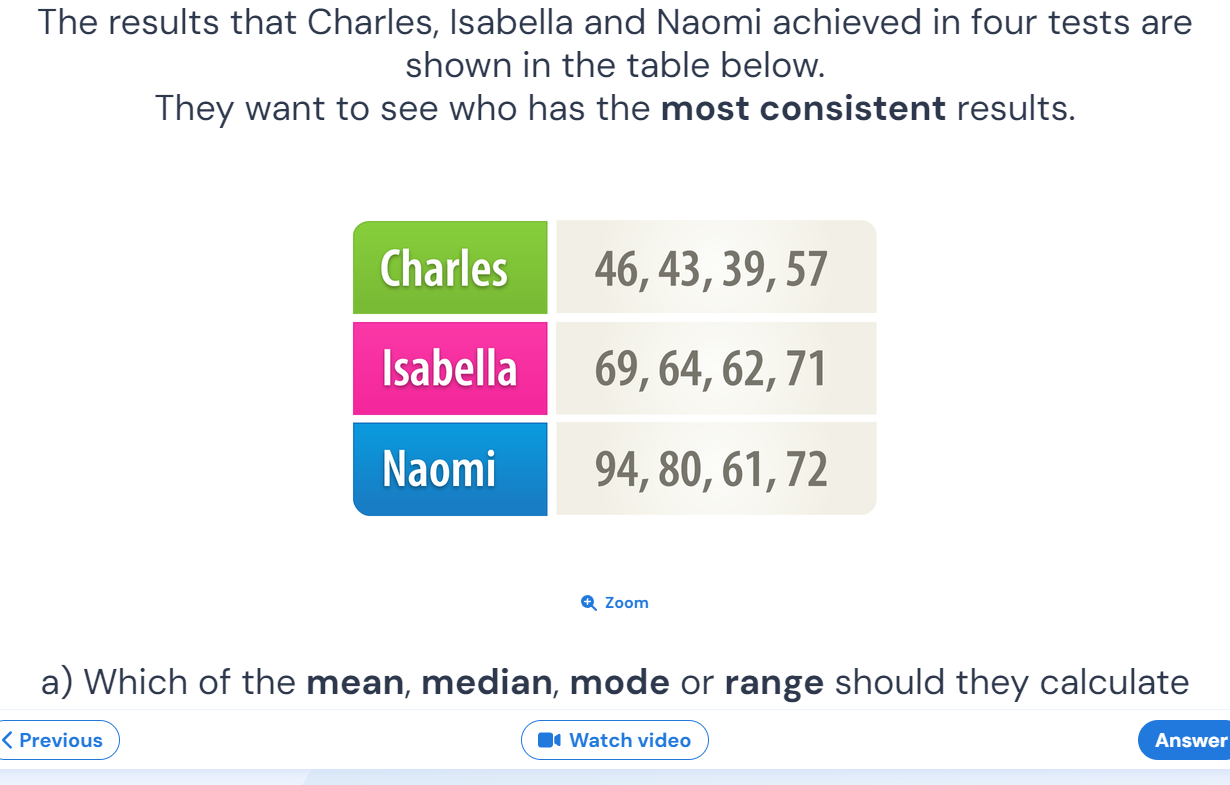 The results that Charles, Isabella and Naomi achieved in four tests are
shown in the table below.
They want to see who has the most consistent results.
Charles 46, 43, 39, 57
Isabella 69, 64, 62, 71
Naomi 94, 80, 61, 72
Zoom
a) Which of the mean, median, mode or range should they calculate
Previous Watch video Answer